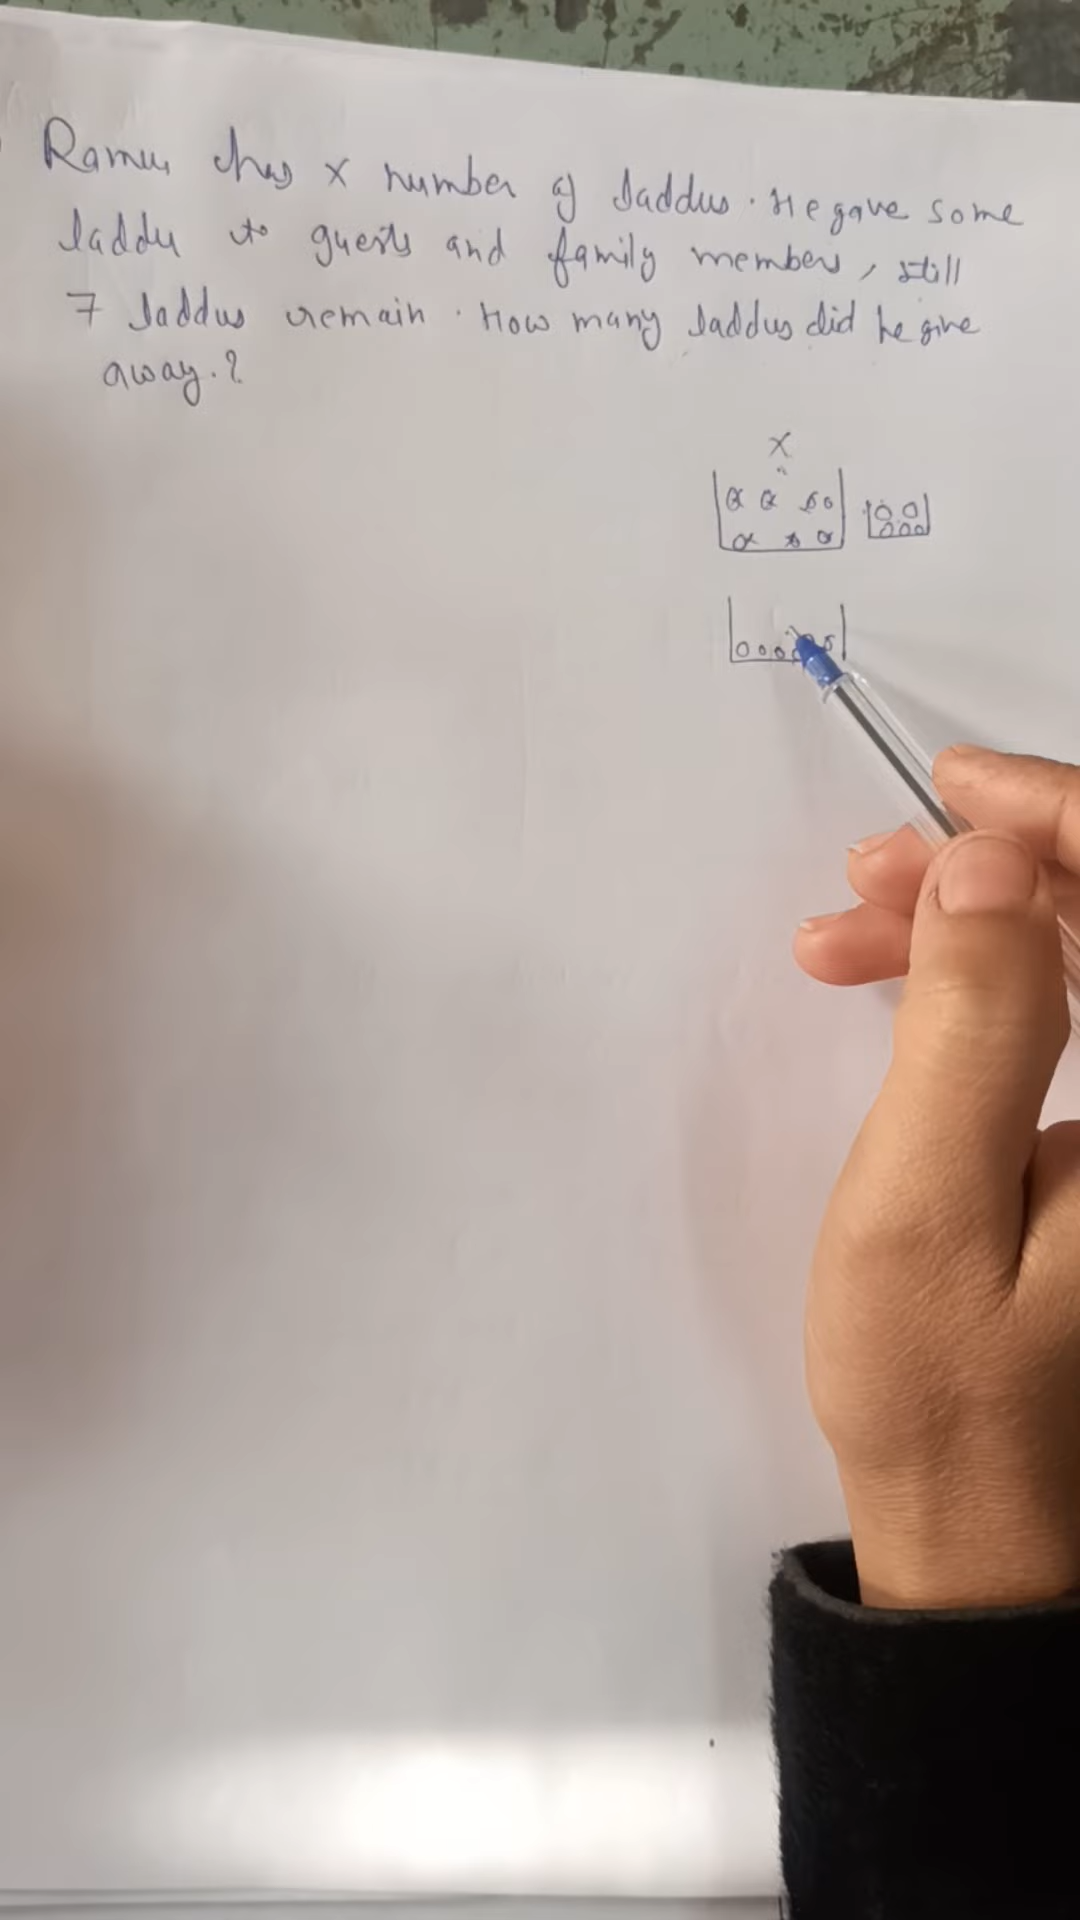 Ramu has x number of laddus. He gave some
laddu to guests and family members, still
7 laddus remain. How many laddus did he give
away.?
x